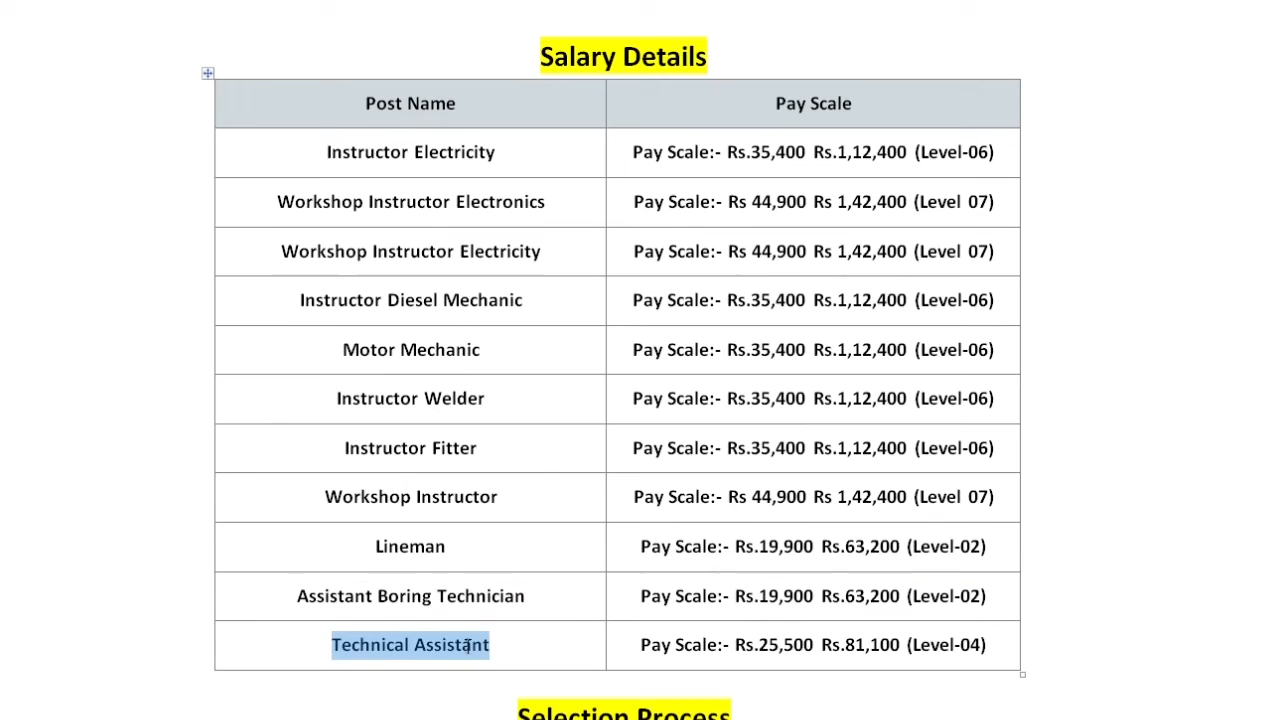 Salary Details
Post Name Pay Scale
Instructor Electricity Pay Scale:- Rs.35,400 Rs.1,12,400 (Level-06)
Workshop Instructor Electronics Pay Scale:- Rs 44,900 Rs 1,42,400 (Level 07)
Workshop Instructor Electricity Pay Scale:- Rs 44,900 Rs 1,42,400 (Level 07)
Instructor Diesel Mechanic Pay Scale:- Rs.35,400 Rs.1,12,400 (Level-06)
Motor Mechanic Pay Scale:- Rs.35,400 Rs.1,12,400 (Level-06)
Instructor Welder Pay Scale:- Rs.35,400 Rs.1,12,400 (Level-06)
Instructor Fitter Pay Scale:- Rs.35,400 Rs.1,12,400 (Level-06)
Workshop Instructor Pay Scale:- Rs 44,900 Rs 1,42,400 (Level 07)
Lineman Pay Scale:- Rs.19,900 Rs.63,200 (Level-02)
Assistant Boring Technician Pay Scale:- Rs.19,900 Rs.63,200 (Level-02)
Technical Assistant Pay Scale:- Rs.25,500 Rs.81,100 (Level-04)
Selection Process